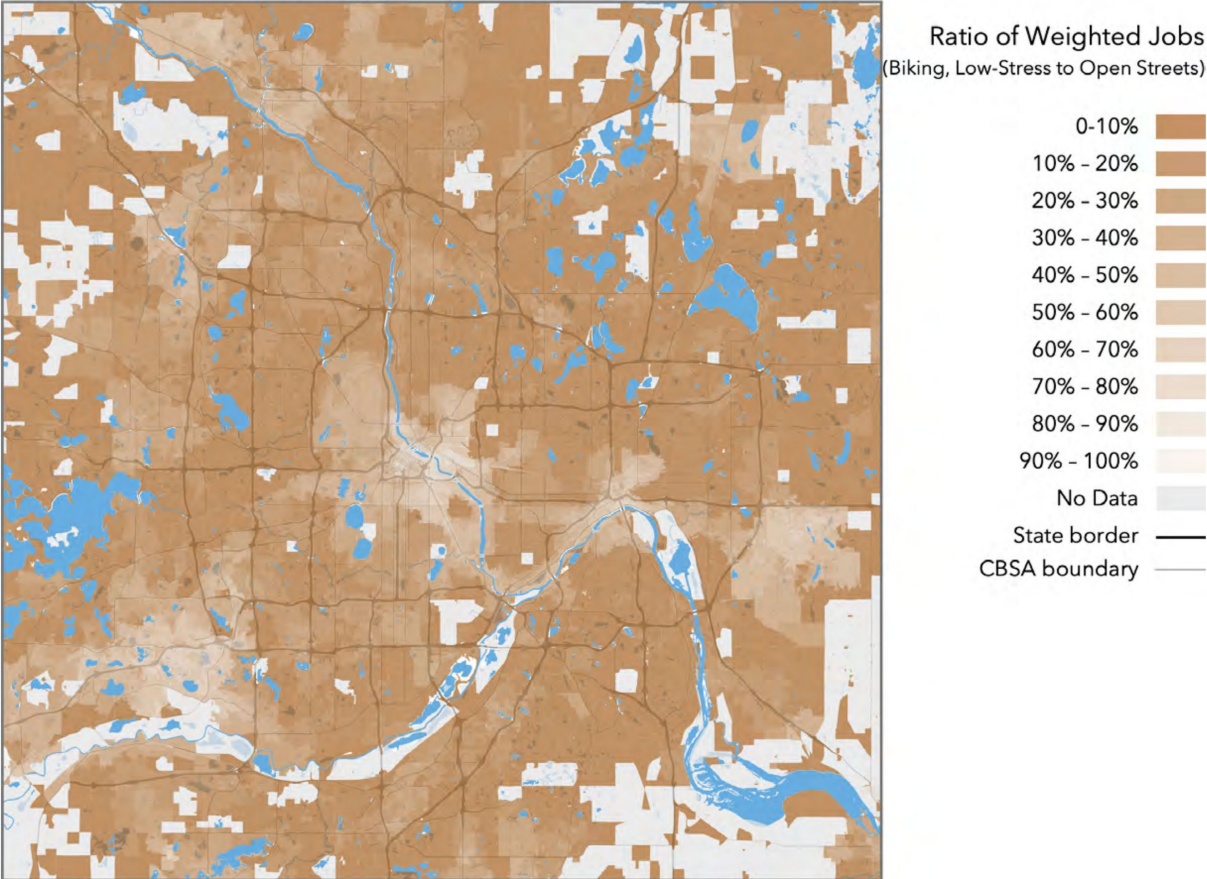 Ratio of Weighted Jobs
(Biking, Low-Stress to Open Streets)
0-10%
10% – 20%
20% – 30%
30% – 40%
40% – 50%
50% – 60%
60% – 70%
70% – 80%
80% – 90%
90% – 100%
No Data
State border
CBSA boundary